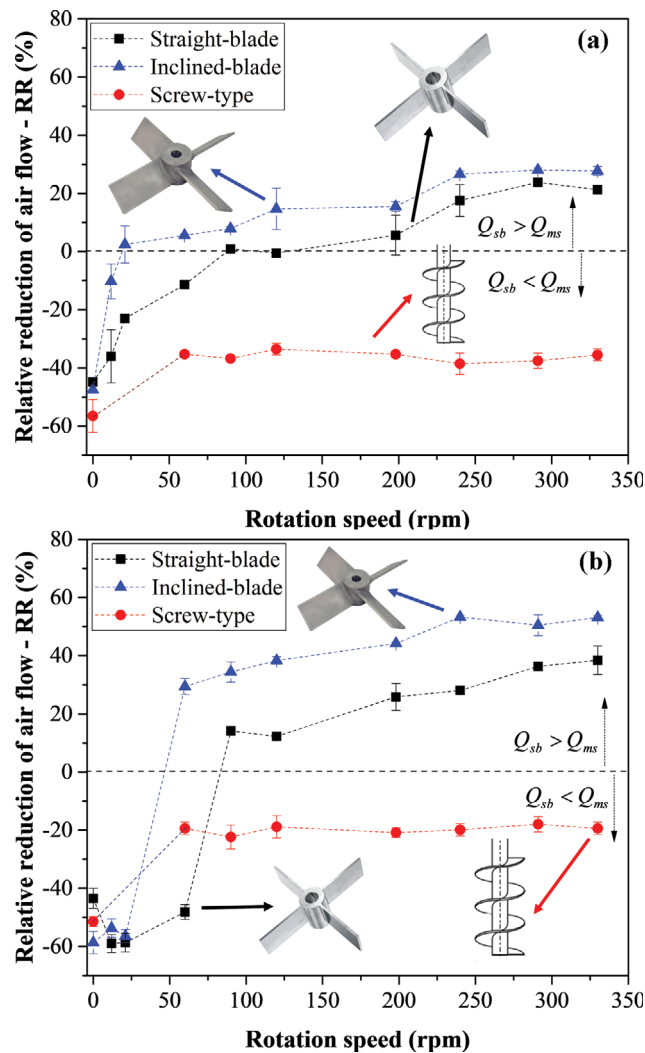 80
60
40
20
0
-20
-40
-60
Relative reduction of air flow - RR (%)
Straight-blade
Inclined-blade
Screw-type
(a)
Q_sb > Q_ms
Q_sb < Q_ms
0 50 100 150 200 250 300 350
Rotation speed (rpm)
80
60
40
20
0
-20
-40
-60
Relative reduction of air flow - RR (%)
Straight-blade
Inclined-blade
Screw-type
(b)
Q_sb > Q_ms
Q_sb < Q_ms
0 50 100 150 200 250 300 350
Rotation speed (rpm)